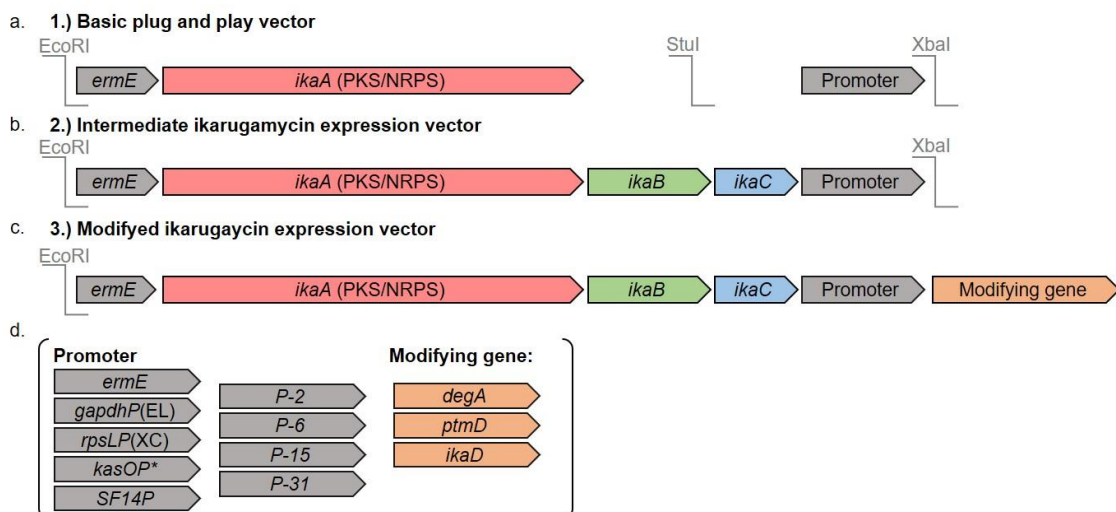 a. 1.) Basic plug and play vector
EcoRI StuI XbaI
ermE ikaA (PKS/NRPS) Promoter
b. 2.) Intermediate ikarugamycin expression vector
EcoRI XbaI
ermE ikaA (PKS/NRPS) ikaB ikaC Promoter
c. 3.) Modifyed ikarugaycin expression vector
EcoRI
ermE ikaA (PKS/NRPS) ikaB ikaC Promoter Modifying gene
d.
Promoter Modifying gene:
ermE
gapdhP(EL)
rpsLP(XC)
kasOP*
SF14P
P-2
P-6
P-15
P-31
degA
ptmD
ikaD